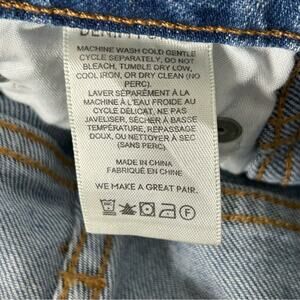 MACHINE WASH COLD GENTLE
CYCLE SEPARATELY, DO NOT
BLEACH, TUMBLE DRY LOW,
COOL IRON, OR DRY CLEAN (NO
PERC).
LAVER SÉPARÉMENT À LA
MACHINE À L'EAU FROIDE AU
CYCLE DÉLICAT, NE PAS
JAVELISER, SÉCHER À BASSE
TEMPÉRATURE, REPASSAGE
DOUX, OU NETTOYER À SEC
(SANS PERC).
MADE IN CHINA
FABRIQUÉ EN CHINE
WE MAKE A GREAT PAIR.
F